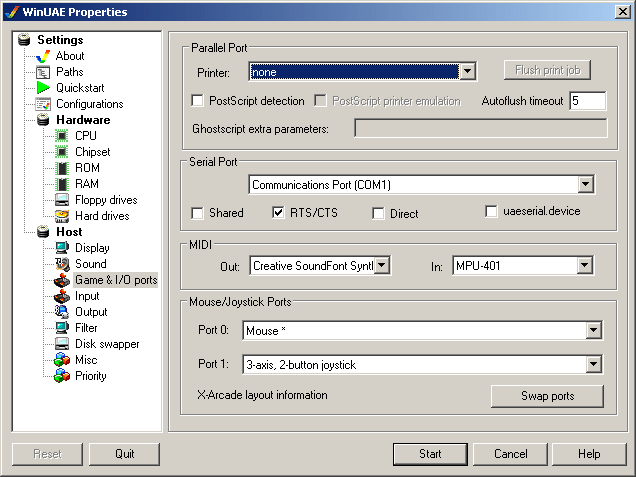 WinUAE Properties
Settings
About
Paths
Quickstart
Configurations
Hardware
CPU
Chipset
ROM
RAM
Floppy drives
Hard drives
Host
Display
Sound
Game & I/O ports
Input
Output
Filter
Disk swapper
Misc
Priority
Parallel Port
Printer: none Flush print job
PostScript detection PostScript printer emulation Autoflush timeout 5
Ghostscript extra parameters:
Serial Port
Communications Port (COM1)
Shared RTS/CTS Direct uaeserial.device
MIDI
Out: Creative SoundFont Synth In: MPU-401
Mouse/Joystick Ports
Port 0: Mouse *
Port 1: 3-axis, 2-button joystick
X-Arcade layout information Swap ports
Reset Quit Start Cancel Help